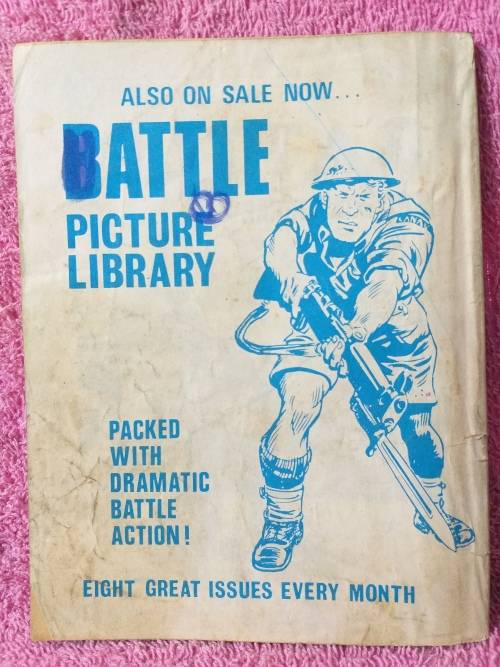 ALSO ON SALE NOW...
BATTLE
PICTURE
LIBRARY
PACKED
WITH
DRAMATIC
BATTLE
ACTION!
EIGHT GREAT ISSUES EVERY MONTH